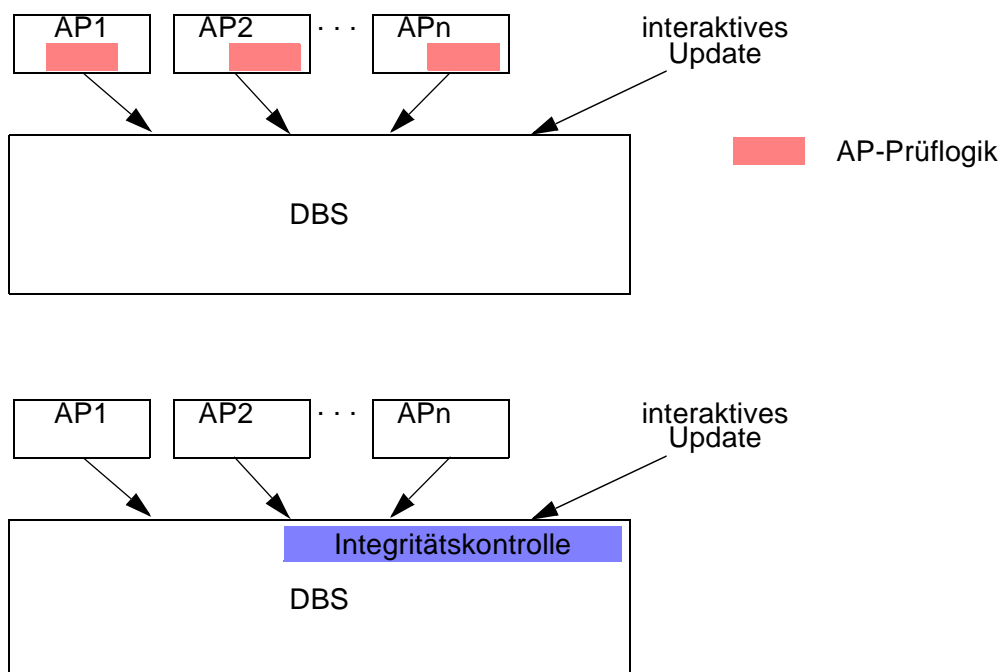 AP1 AP2 · · · APn interaktives
Update
AP-Prüflogik
DBS
AP1 AP2 · · · APn interaktives
Update
Integritätskontrolle
DBS